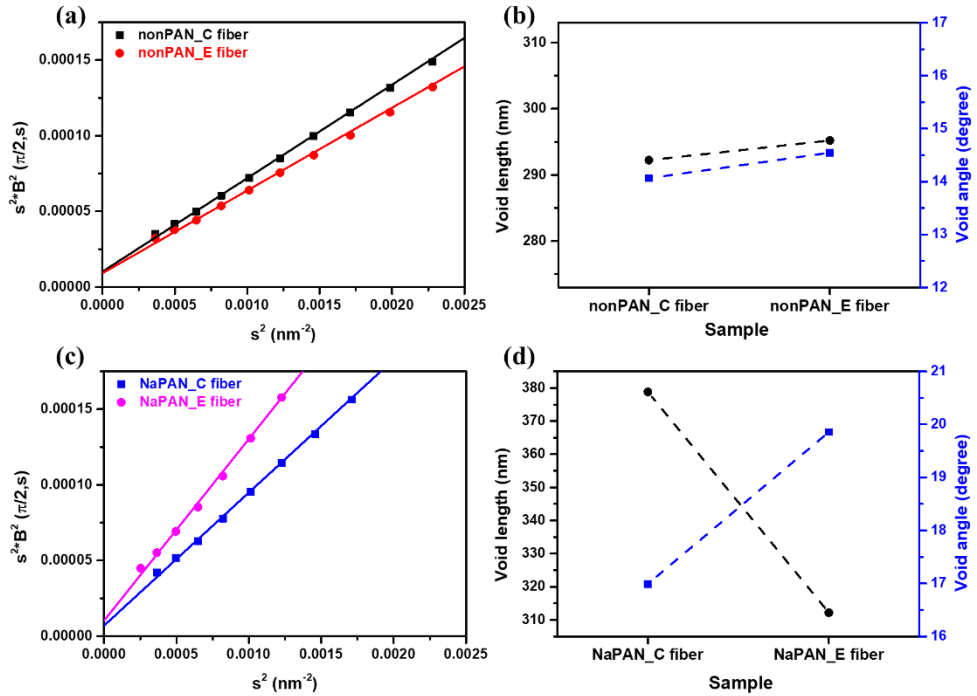 (a)
nonPAN_C fiber
nonPAN_E fiber
0.00015
0.00010
0.00005
0.00000
s²*B² (π/2,s)
0.0000 0.0005 0.0010 0.0015 0.0020 0.0025
s² (nm⁻²)
(b)
310
300
290
280
Void length (nm)
17
16
15
14
13
12
Void angle (degree)
nonPAN_C fiber nonPAN_E fiber
Sample
(c)
NaPAN_C fiber
NaPAN_E fiber
0.00015
0.00010
0.00005
0.00000
s²*B² (π/2,s)
0.0000 0.0005 0.0010 0.0015 0.0020 0.0025
s² (nm⁻²)
(d)
380
370
360
350
340
330
320
310
Void length (nm)
21
20
19
18
17
16
Void angle (degree)
NaPAN_C fiber NaPAN_E fiber
Sample